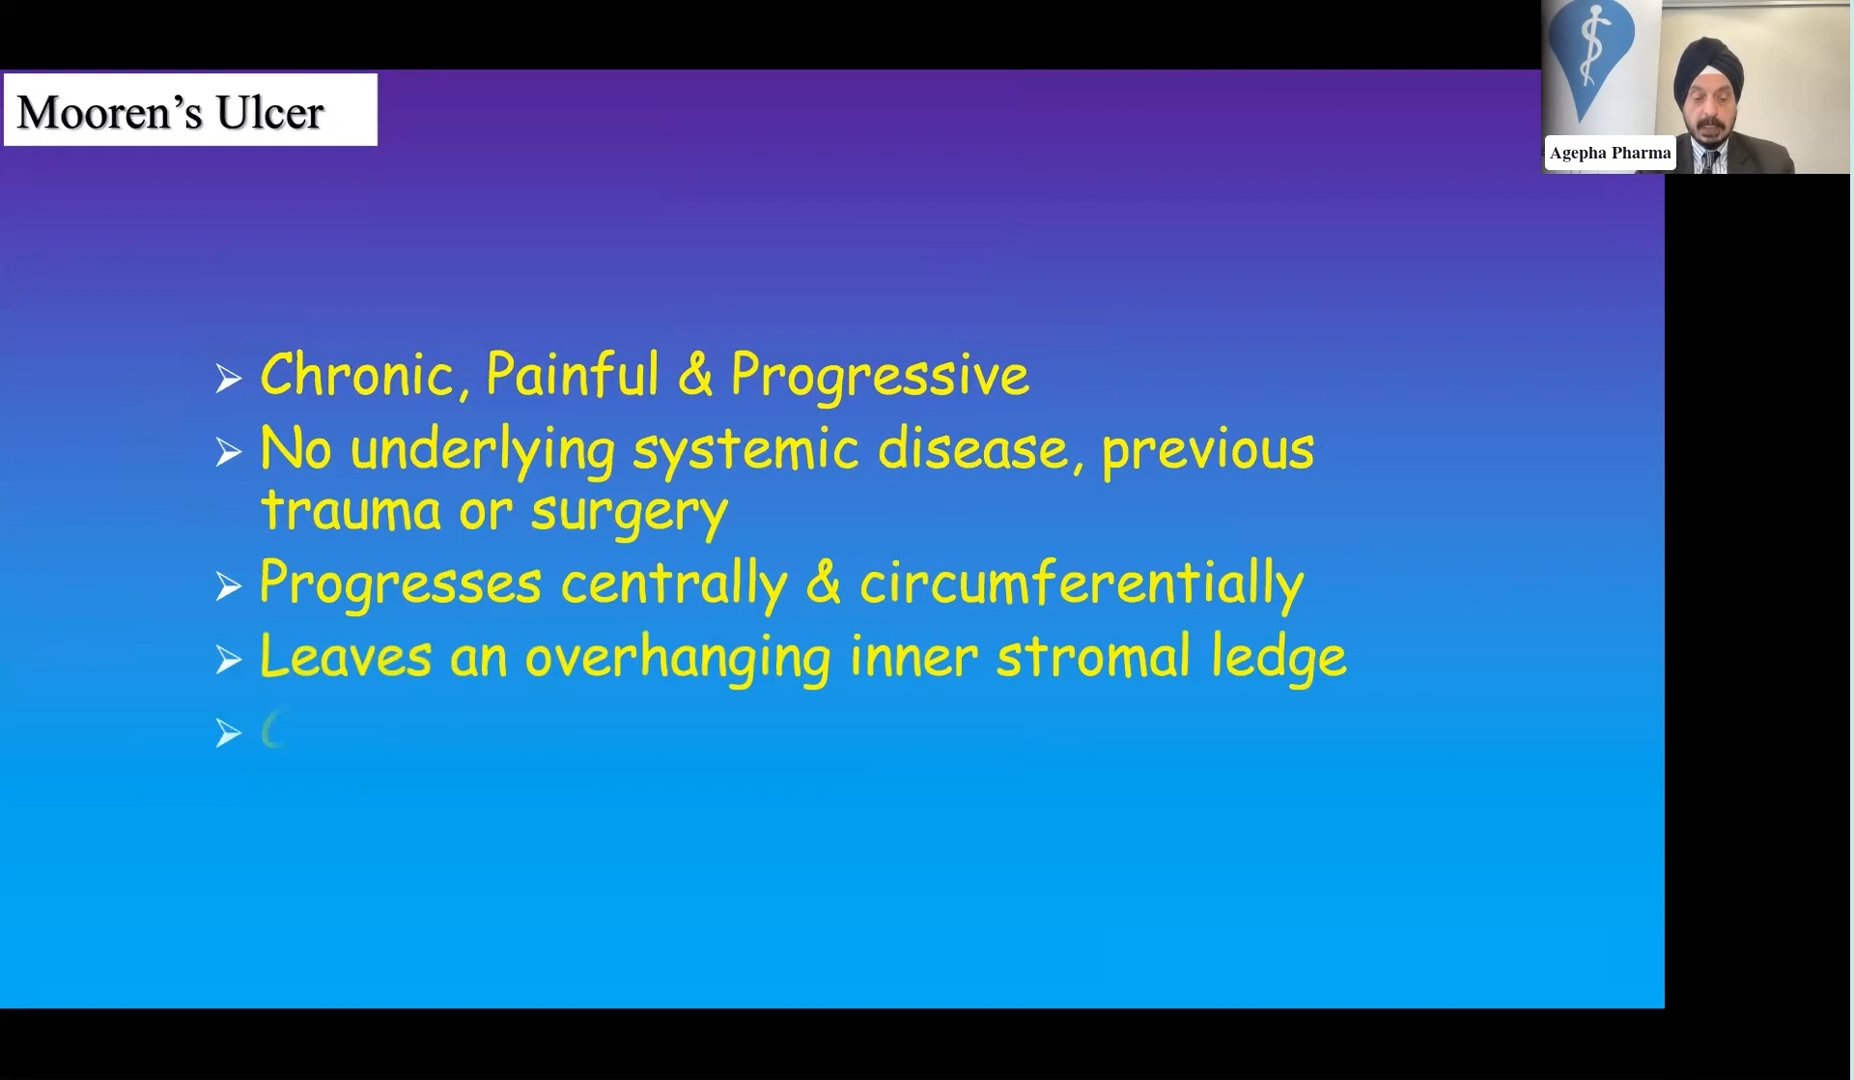 Mooren’s Ulcer
Agepha Pharma
➢ Chronic, Painful & Progressive
➢ No underlying systemic disease, previous
trauma or surgery
➢ Progresses centrally & circumferentially
➢ Leaves an overhanging inner stromal ledge
➢